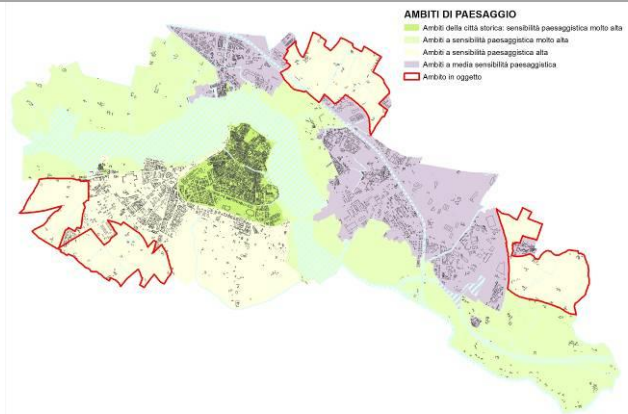 AMBITI DI PAESAGGIO
Ambiti della città storica: sensibilità paesaggistica molto alta
Ambiti a sensibilità paesaggistica molto alta
Ambiti a sensibilità paesaggistica alta
Ambiti a media sensibilità paesaggistica
Ambito in oggetto